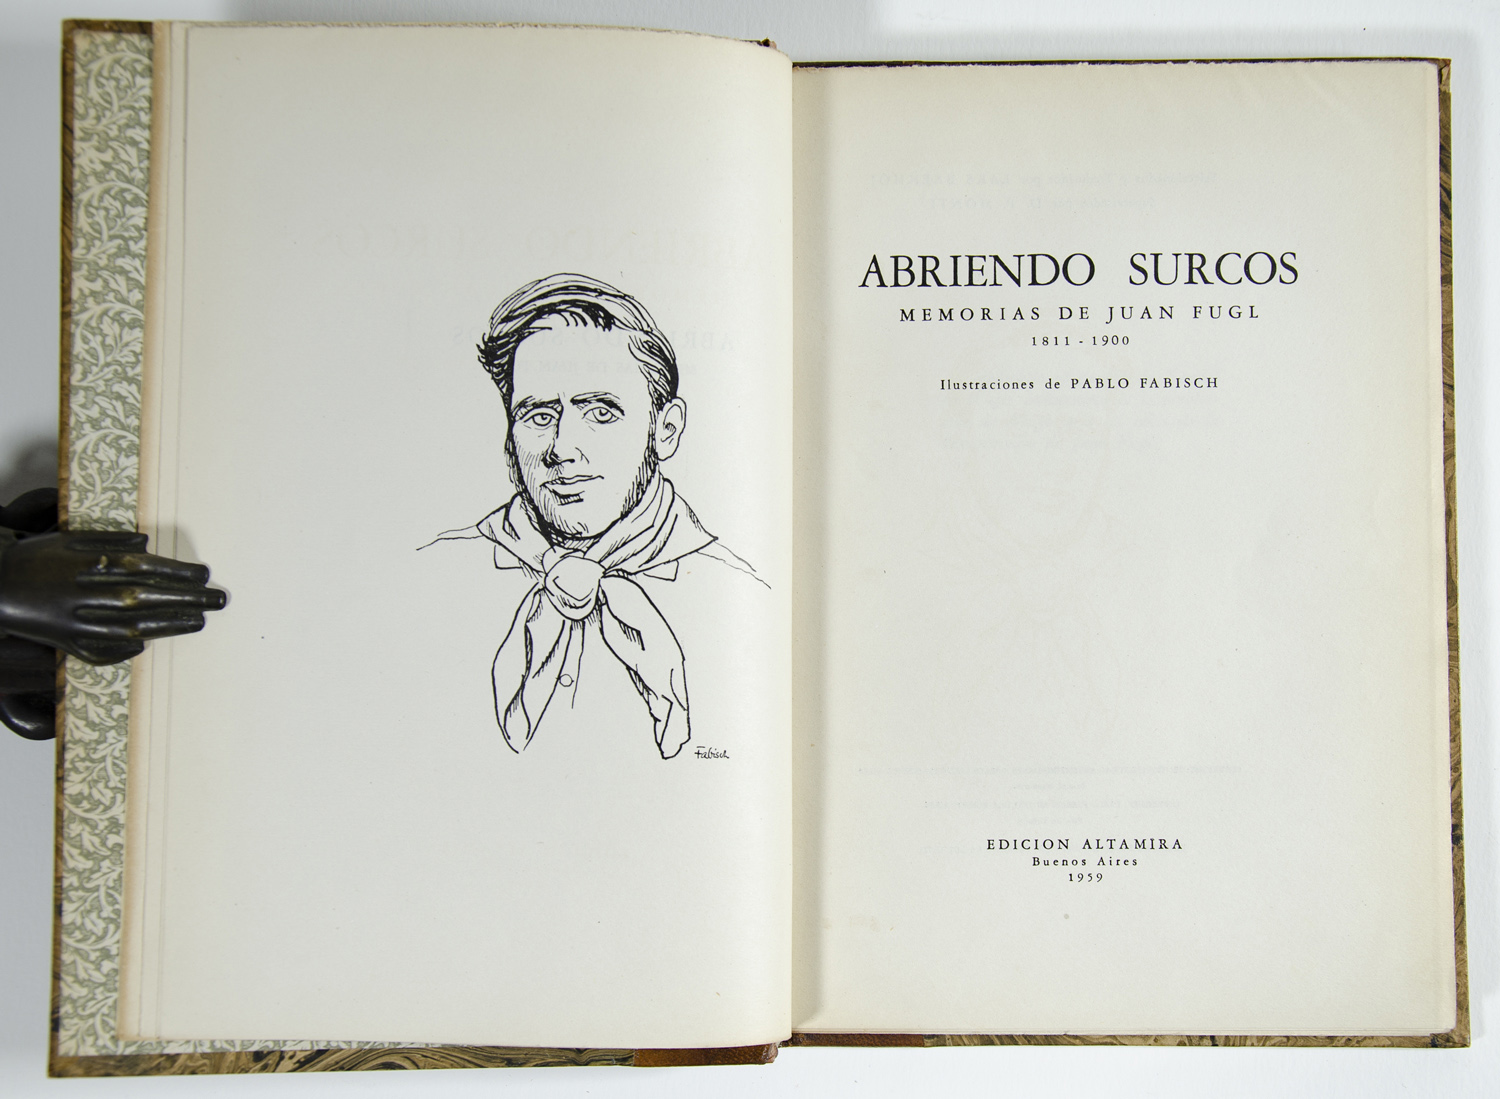 Fabisch
ABRIENDO SURCOS
MEMORIAS DE JUAN FUGL
1811 - 1900
Ilustraciones de PABLO FABISCH
EDICION ALTAMIRA
Buenos Aires
1959